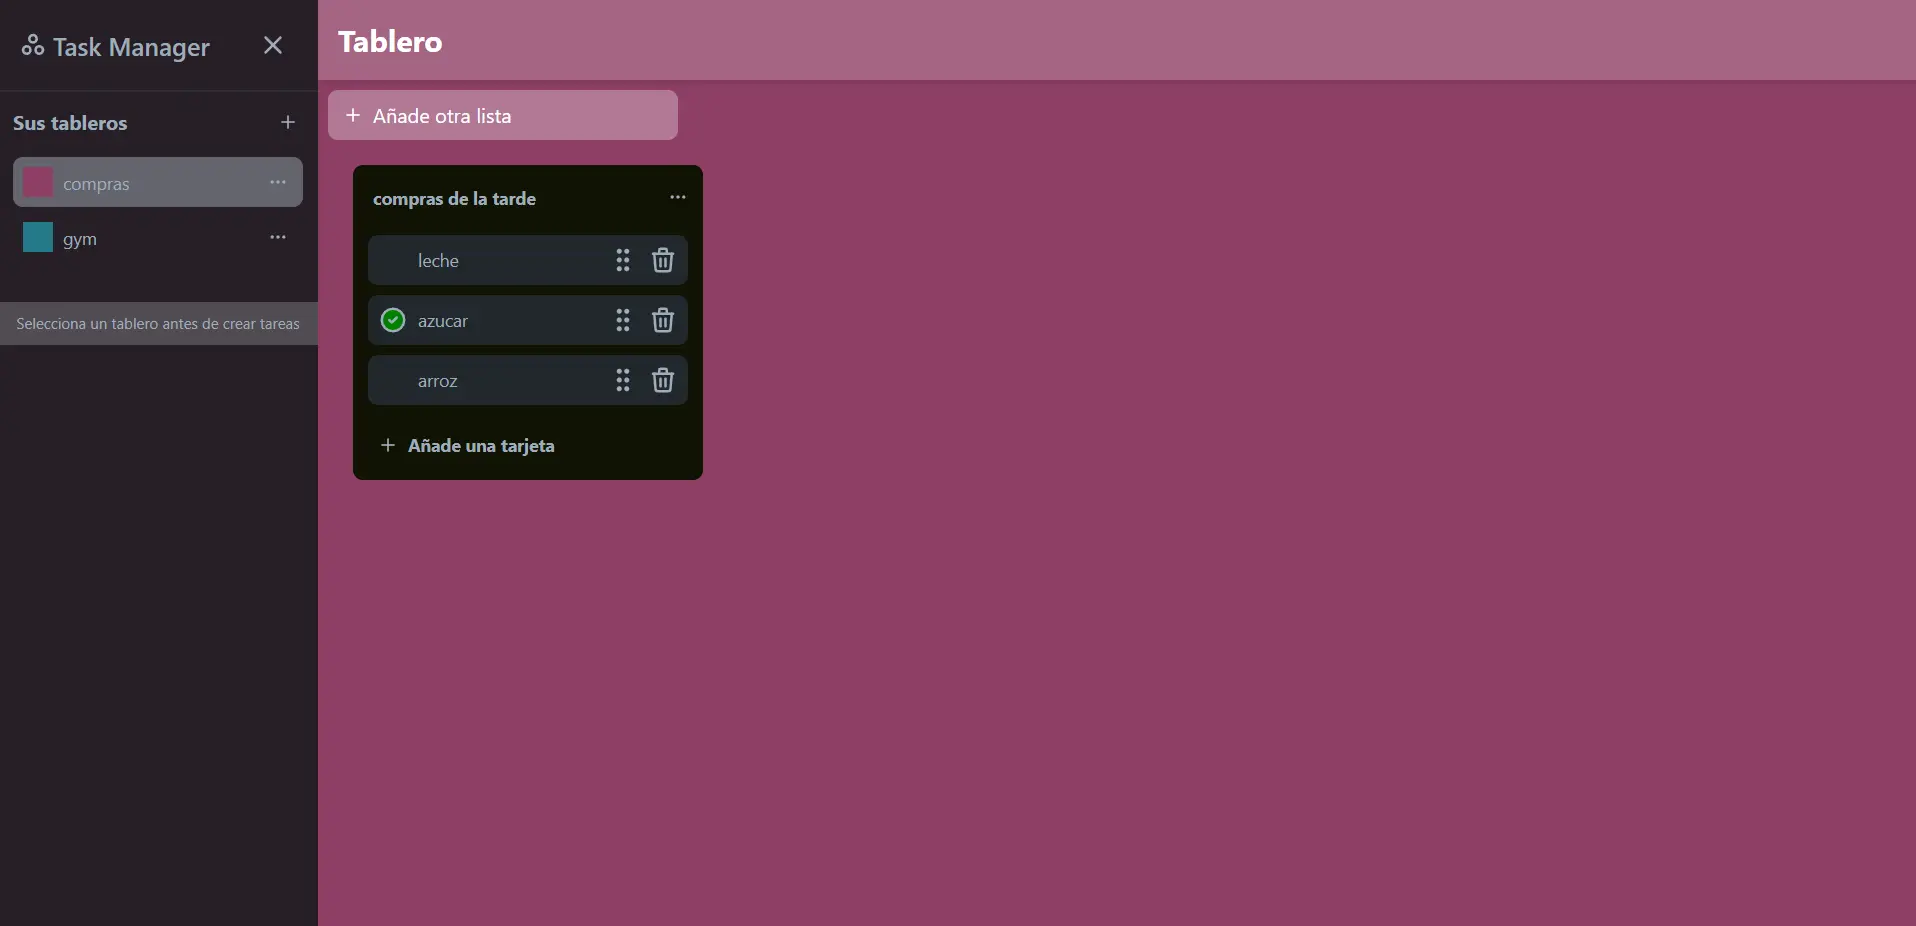 Task Manager
Sus tableros
compras
gym
Selecciona un tablero antes de crear tareas
Tablero
Añade otra lista
compras de la tarde
leche
azucar
arroz
Añade una tarjeta